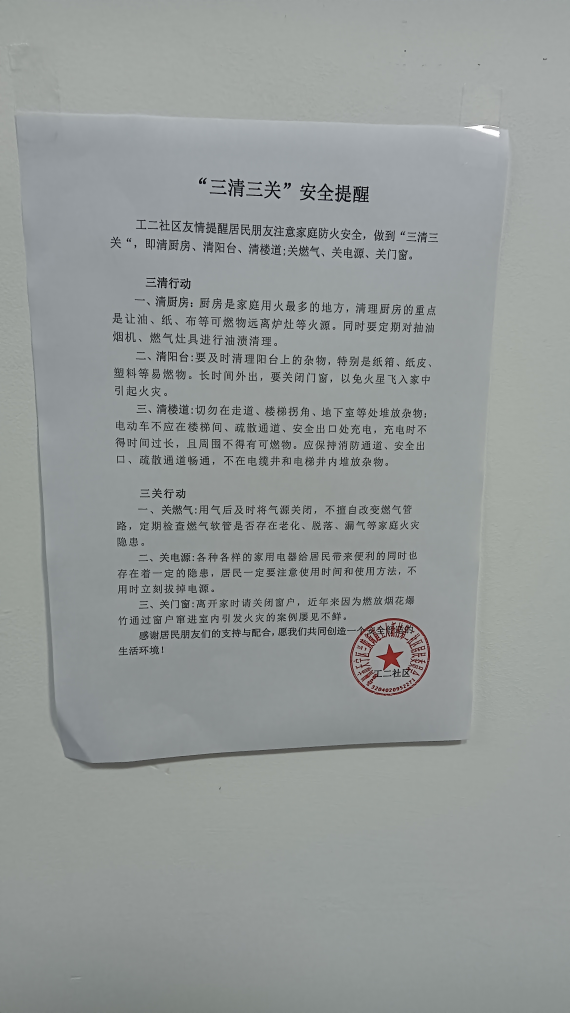 “三清三关”安全提醒
工二社区友情提醒居民朋友注意家庭防火安全，做到“三清三
关“，即清厨房、清阳台、清楼道;关燃气、关电源、关门窗。
三清行动
一、清厨房：厨房是家庭用火最多的地方，清理厨房的重点
是让油、纸、布等可燃物远离炉灶等火源。同时要定期对抽油
烟机、燃气灶具进行油渍清理。
二、清阳台:要及时清理阳台上的杂物，特别是纸箱、纸皮、
塑料等易燃物。长时间外出，要关闭门窗，以免火星飞入家中
引起火灾。
三、清楼道:切勿在走道、楼梯拐角、地下室等处堆放杂物;
电动车不应在楼梯间、疏散通道、安全出口处充电，充电时不
得时间过长，且周围不得有可燃物。应保持消防通道、安全出
口、疏散通道畅通，不在电缆井和电梯井内堆放杂物。
三关行动
一、关燃气:用气后及时将气源关闭，不擅自改变燃气管
路，定期检查燃气软管是否存在老化、脱落、漏气等家庭火灾
隐患。
二、关电源:各种各样的家用电器给居民带来便利的同时也
存在着一定的隐患，居民一定要注意使用时间和使用方法，不
用时立刻拔掉电源。
三、关门窗:离开家时请关闭窗户，近年来因为燃放烟花爆
竹通过窗户窜进室内引发火灾的案例屡见不鲜。
感谢居民朋友们的支持与配合，愿我们共同创造一个安全
生活环境！
工二社区
3204020952271